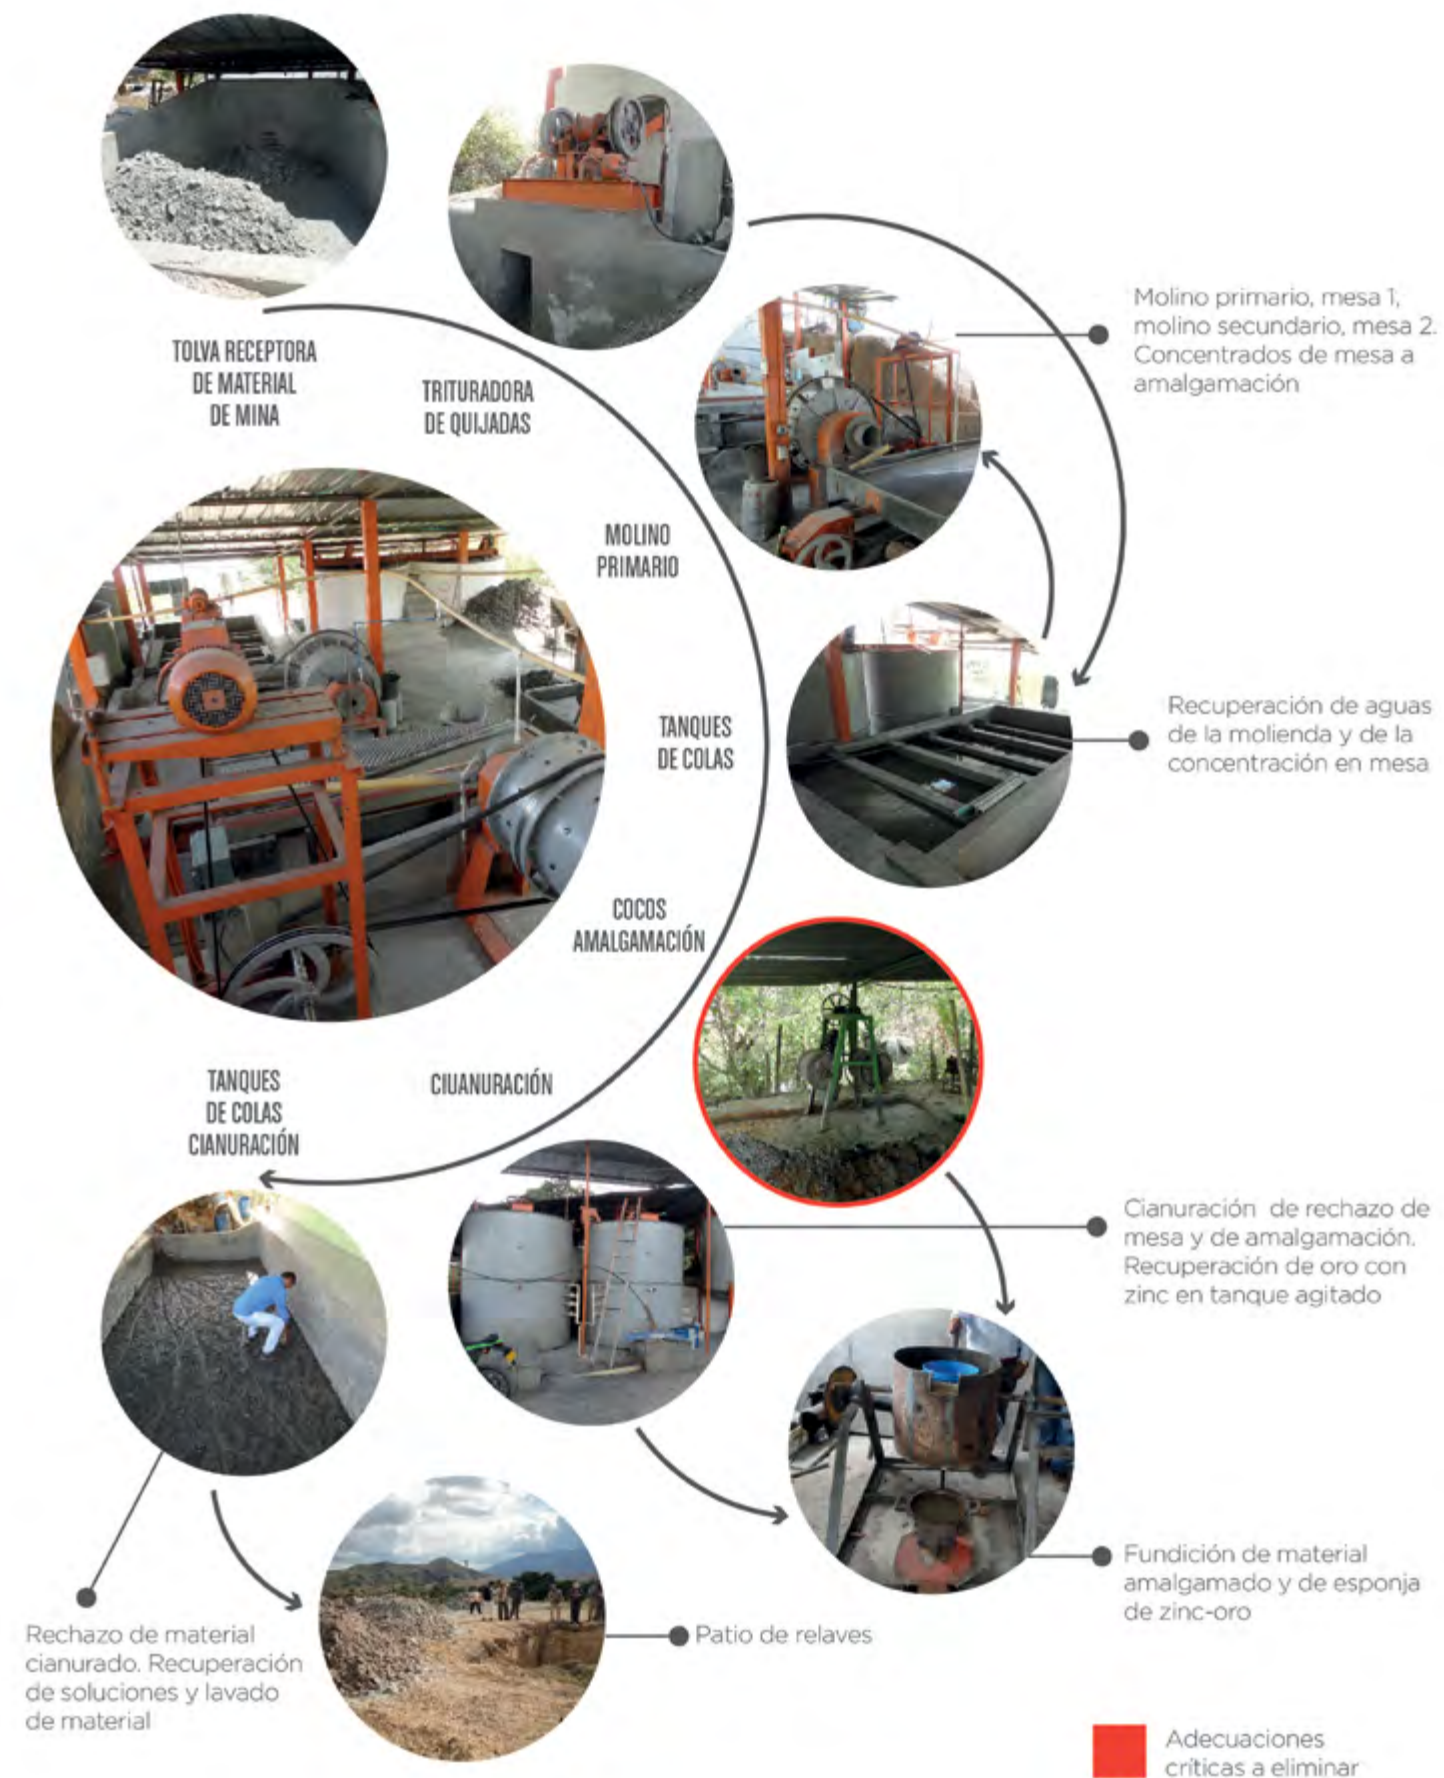 TOLVA RECEPTORA
DE MATERIAL
DE MINA
TRITURADORA
DE QUIJADAS
MOLINO
PRIMARIO
TANQUES
DE COLAS
COCOS
AMALGAMACIÓN
CIUANURACIÓN
TANQUES
DE COLAS
CIANURACIÓN
Molino primario, mesa 1,
molino secundario, mesa 2.
Concentrados de mesa a
amalgamación
Recuperación de aguas
de la molienda y de la
concentración en mesa
Cianuración de rechazo de
mesa y de amalgamación.
Recuperación de oro con
zinc en tanque agitado
Fundición de material
amalgamado y de esponja
de zinc-oro
Patio de relaves
Rechazo de material
cianurado. Recuperación
de soluciones y lavado
de material
Adecuaciones
críticas a eliminar